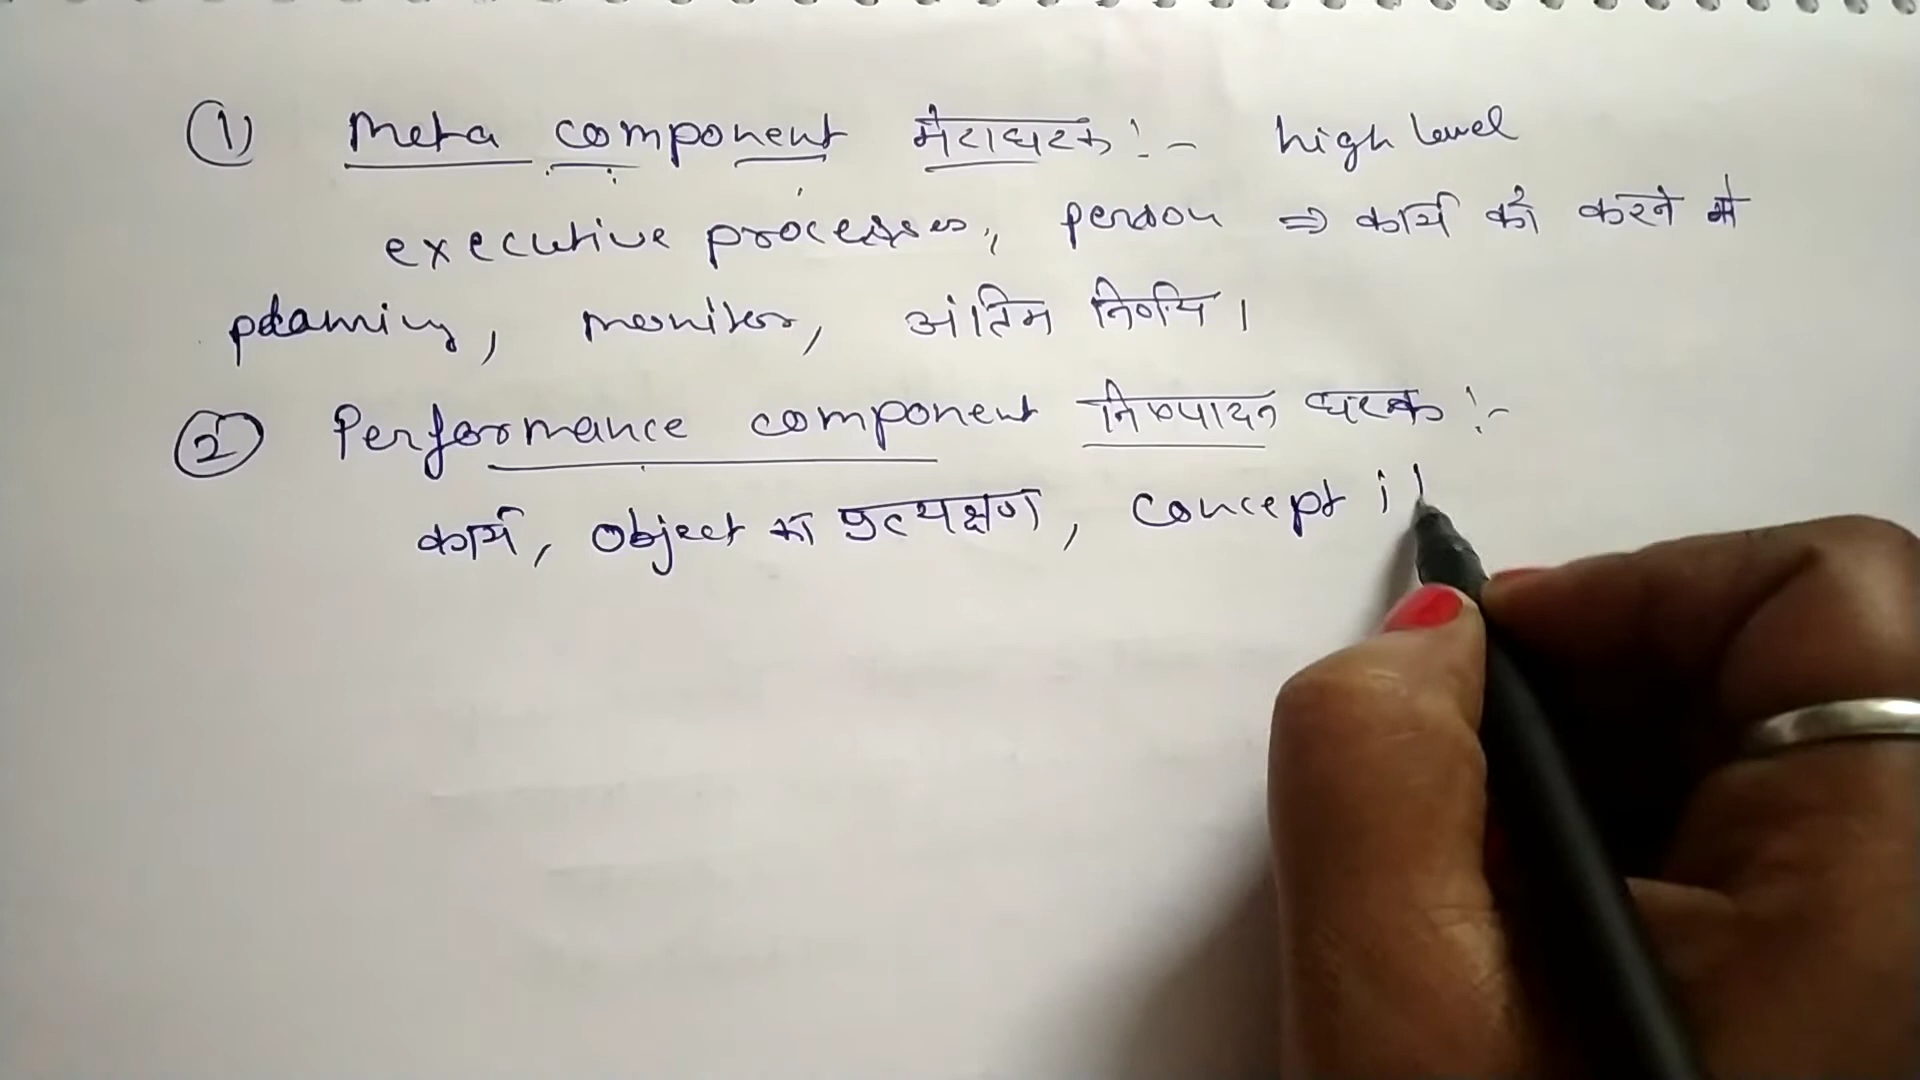 ① Meta component मेटाघटक :- high level
executive processes, person ⇒ कार्य को करने में
planning, monitor, अंतिम निर्णय ।
② Performance component निष्पादन घटक :-
कार्य, object का प्रत्यक्षण, concept i